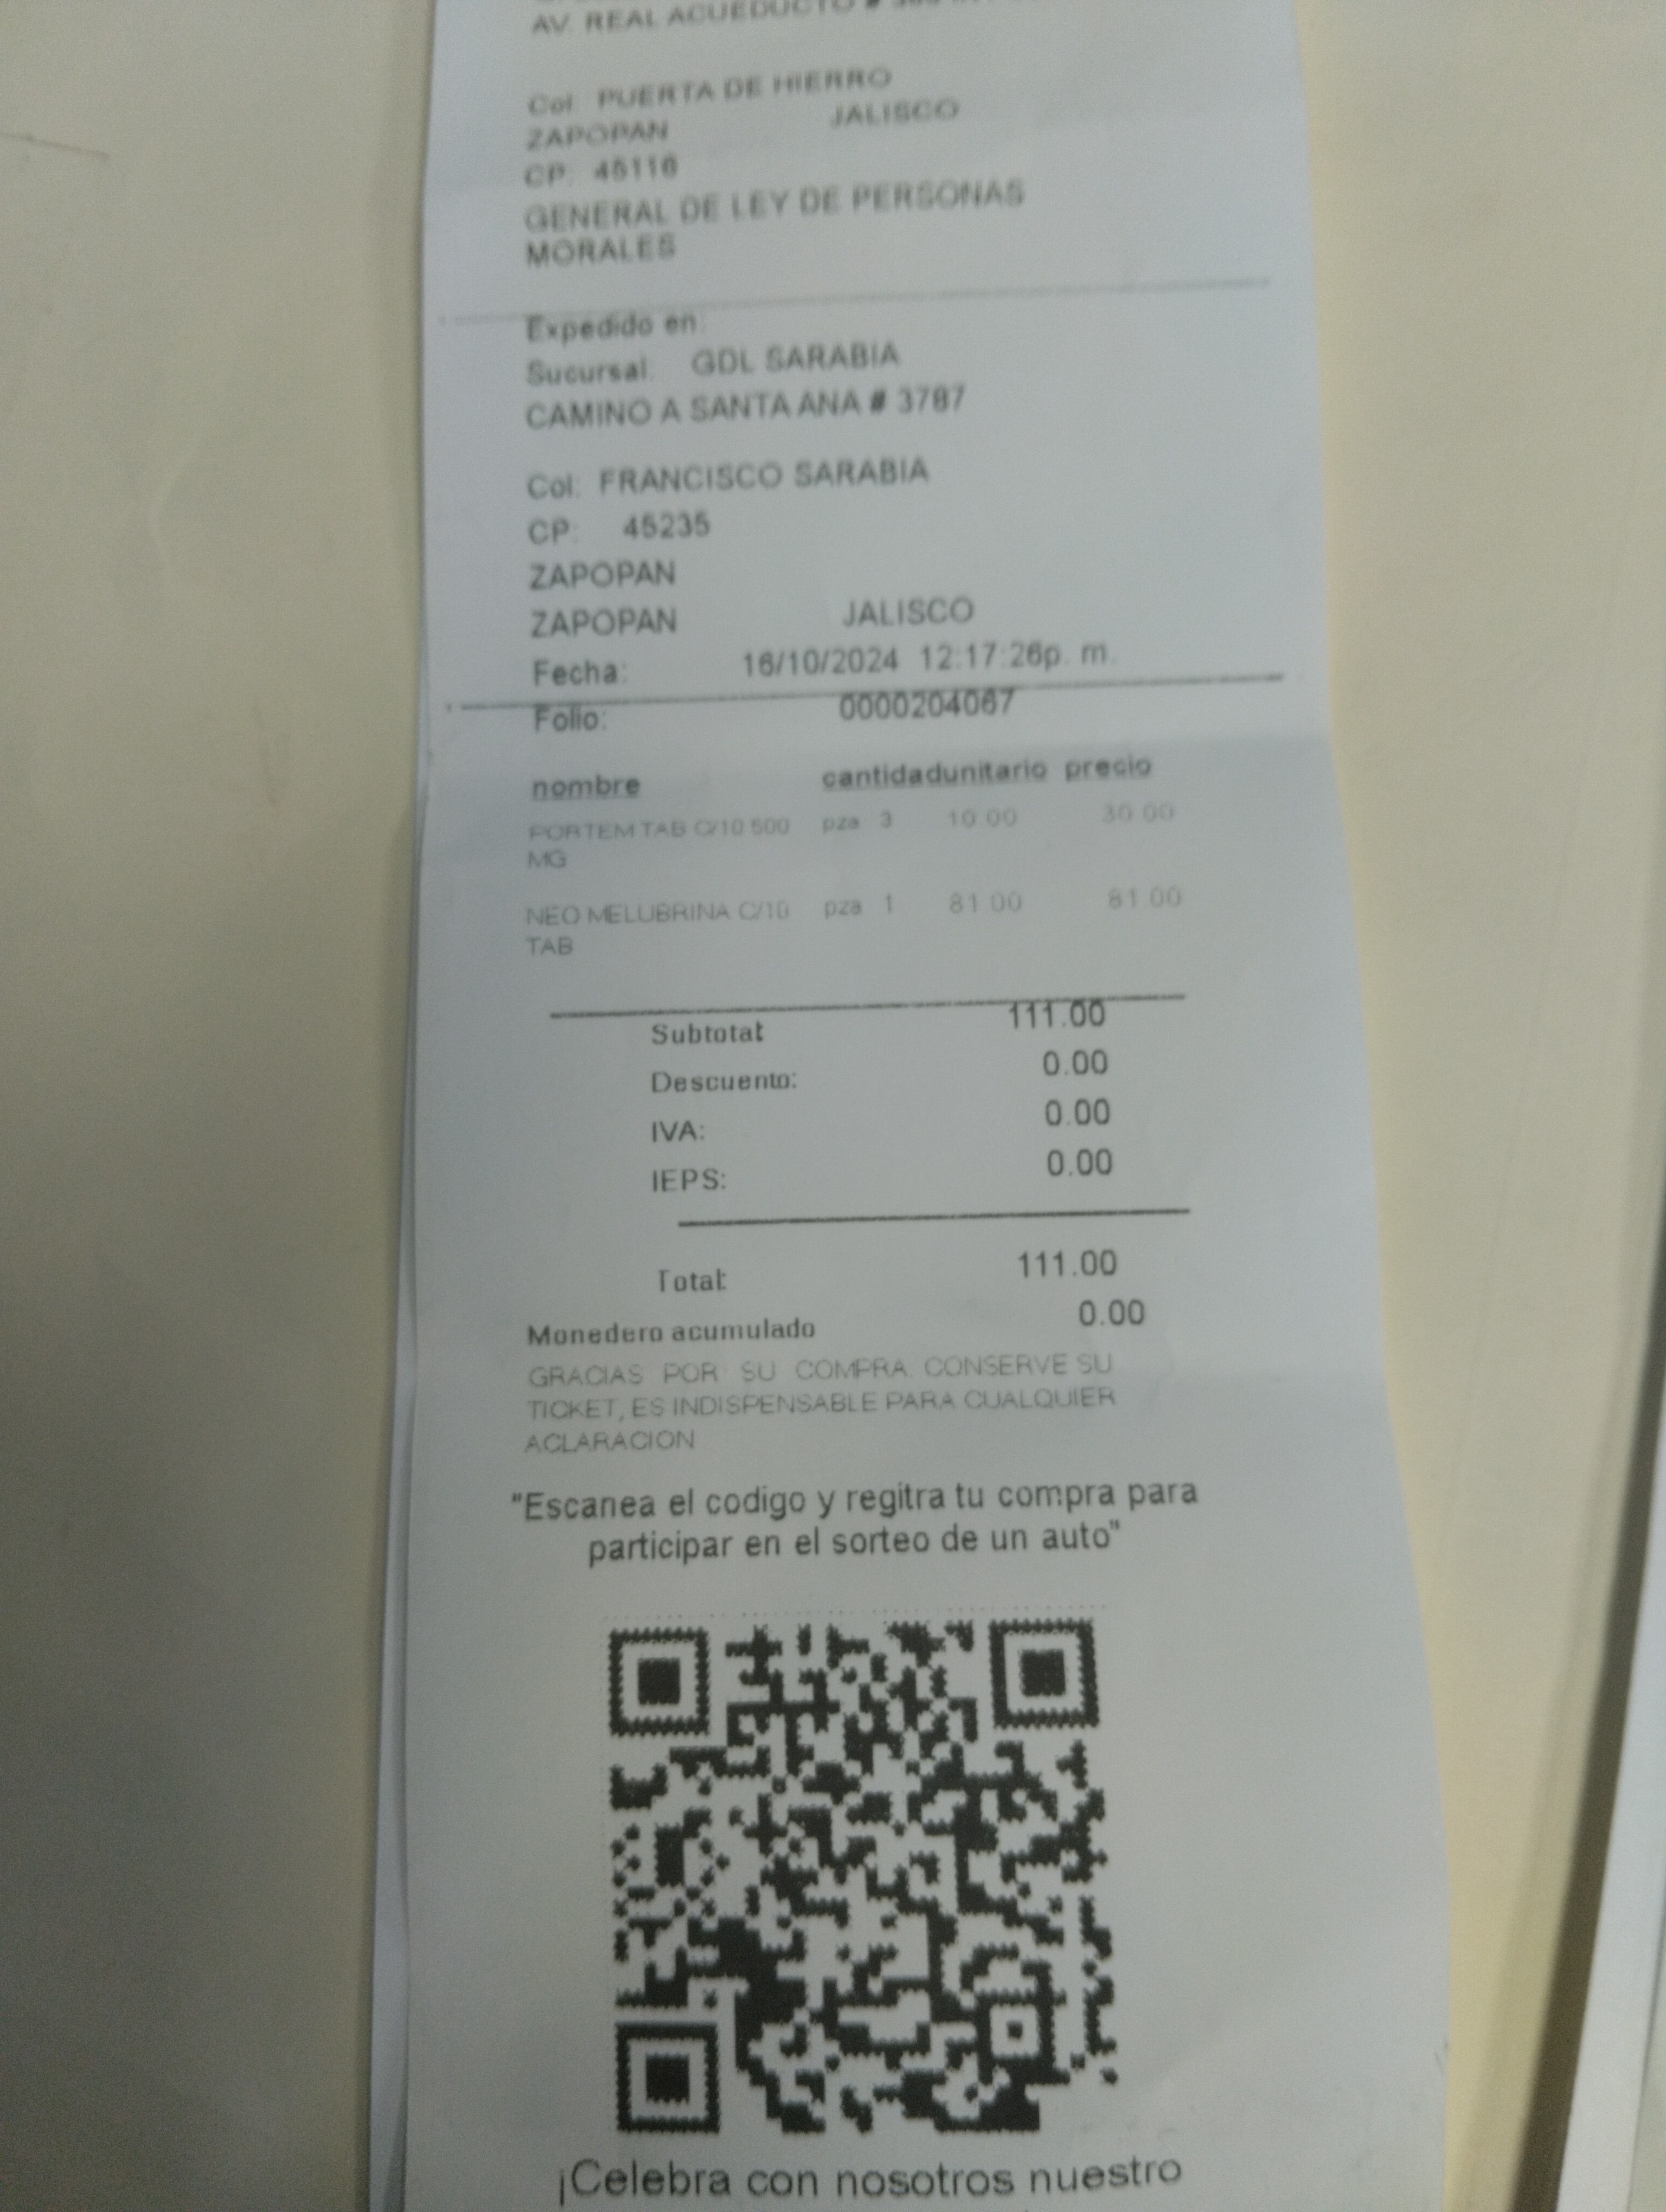 AV. REAL ACUEDUCTO #
Col: PUERTA DE HIERRO
ZAPOPAN JALISCO
CP: 45116
GENERAL DE LEY DE PERSONAS
MORALES
Expedido en:
Sucursal: GDL SARABIA
CAMINO A SANTA ANA # 3787
Col: FRANCISCO SARABIA
CP: 45235
ZAPOPAN
ZAPOPAN JALISCO
Fecha: 16/10/2024 12:17:26p. m.
Folio: 0000204067
nombre cantidadunitario precio
PORTEM TAB C/10 500 pza 3 10.00 30.00
MG
NEO MELUBRINA C/10 pza 1 81.00 81.00
TAB
Subtotal: 111.00
Descuento: 0.00
IVA: 0.00
IEPS: 0.00
Total: 111.00
Monedero acumulado 0.00
GRACIAS POR SU COMPRA. CONSERVE SU
TICKET, ES INDISPENSABLE PARA CUALQUIER
ACLARACION
"Escanea el codigo y regitra tu compra para
participar en el sorteo de un auto"
¡Celebra con nosotros nuestro